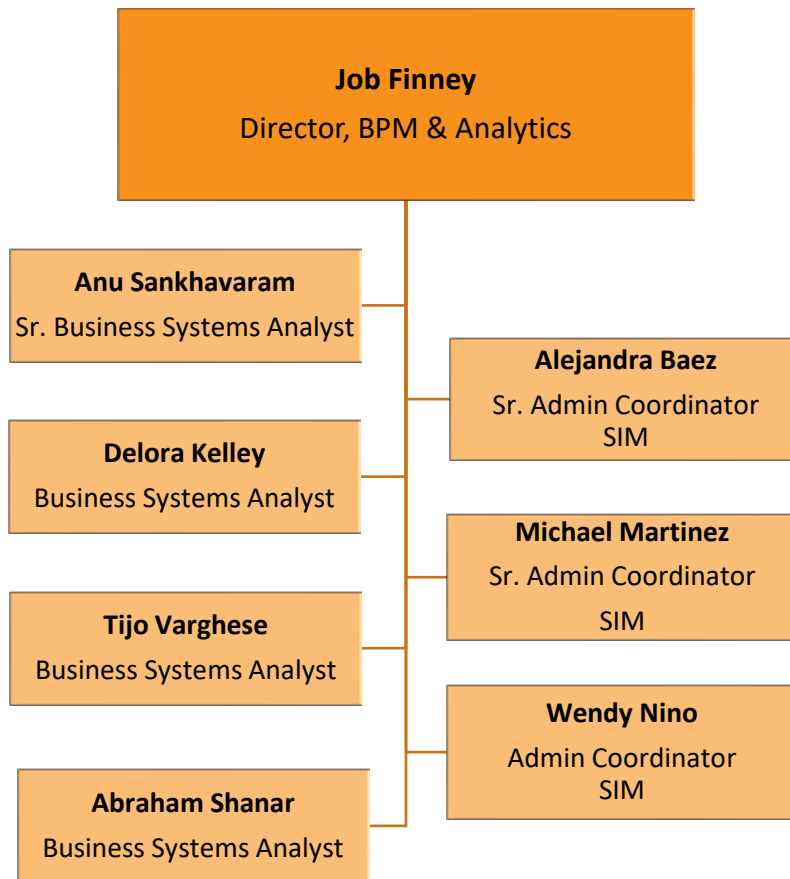 Job Finney
Director, BPM & Analytics
Anu Sankhavaram
Sr. Business Systems Analyst
Delora Kelley
Business Systems Analyst
Tijo Varghese
Business Systems Analyst
Abraham Shanar
Business Systems Analyst
Alejandra Baez
Sr. Admin Coordinator
SIM
Michael Martinez
Sr. Admin Coordinator
SIM
Wendy Nino
Admin Coordinator
SIM